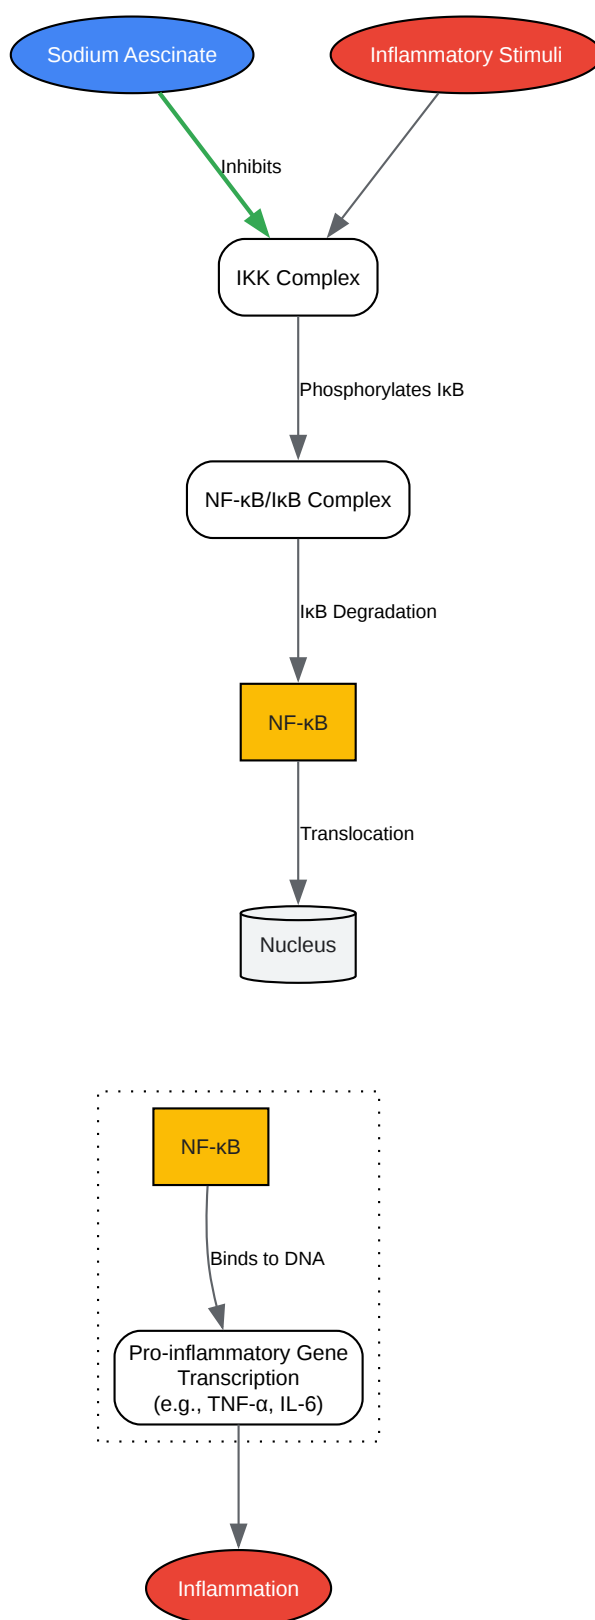 Sodium Aescinate
Inflammatory Stimuli
Inhibits
IKK Complex
Phosphorylates IκB
NF-κB/IκB Complex
IκB Degradation
NF-κB
Translocation
Nucleus
NF-κB
Binds to DNA
Pro-inflammatory Gene
Transcription
(e.g., TNF-α, IL-6)
Inflammation